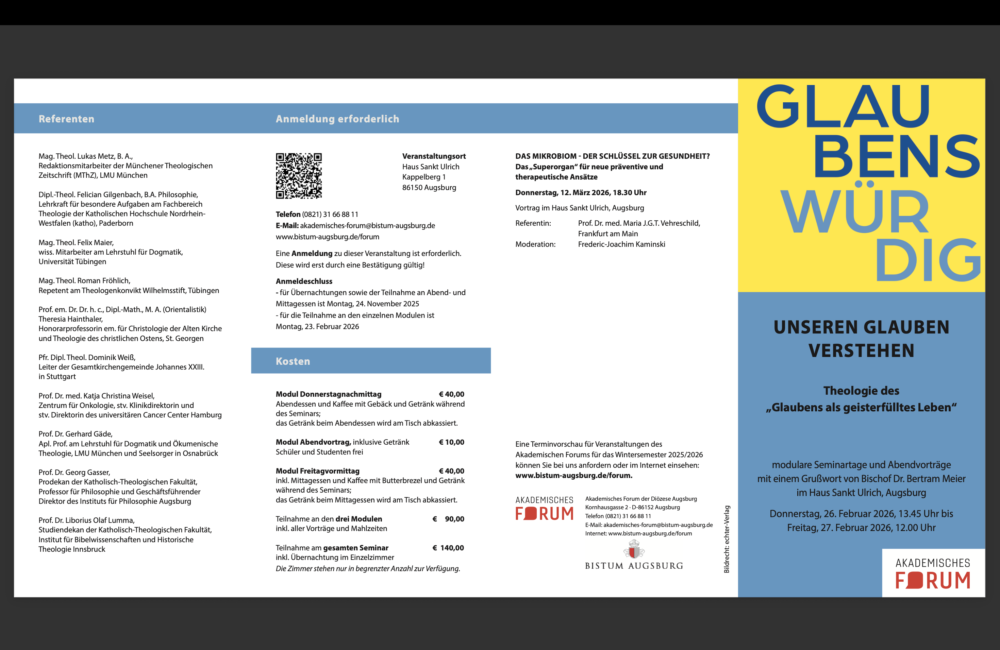 Referenten
Mag. Theol. Lukas Metz, B. A.,
Redaktionsmitarbeiter der Münchener Theologischen
Zeitschrift (MThZ), LMU München
Dipl.-Theol. Felician Gilgenbach, B.A. Philosophie,
Lehrkraft für besondere Aufgaben am Fachbereich
Theologie der Katholischen Hochschule Nordrhein-
Westfalen (katho), Paderborn
Mag. Theol. Felix Maier,
wiss. Mitarbeiter am Lehrstuhl für Dogmatik,
Universität Tübingen
Mag. Theol. Roman Fröhlich,
Repetent am Theologenkonvikt Wilhelmsstift, Tübingen
Prof. em. Dr. Dr. h. c., Dipl.-Math., M. A. (Orientalistik)
Theresia Hainthaler,
Honorarprofessorin em. für Christologie der Alten Kirche
und Theologie des christlichen Ostens, St. Georgen
Pfr. Dipl. Theol. Dominik Weiß,
Leiter der Gesamtkirchengemeinde Johannes XXIII.
in Stuttgart
Prof. Dr. med. Katja Christina Weisel,
Zentrum für Onkologie, stv. Klinikdirektorin und
stv. Direktorin des universitären Cancer Center Hamburg
Prof. Dr. Gerhard Gäde,
Apl. Prof. am Lehrstuhl für Dogmatik und Ökumenische
Theologie, LMU München und Seelsorger in Osnabrück
Prof. Dr. Georg Gasser,
Prodekan der Katholisch-Theologischen Fakultät,
Professor für Philosophie und Geschäftsführender
Direktor des Instituts für Philosophie Augsburg
Prof. Dr. Liborius Olaf Lumma,
Studiendekan der Katholisch-Theologischen Fakultät,
Institut für Bibelwissenschaften und Historische
Theologie Innsbruck
Anmeldung erforderlich
Veranstaltungsort
Haus Sankt Ulrich
Kappelberg 1
86150 Augsburg
Telefon (0821) 31 66 88 11
E-Mail: akademisches-forum@bistum-augsburg.de
www.bistum-augsburg.de/forum
Eine Anmeldung zu dieser Veranstaltung ist erforderlich.
Diese wird erst durch eine Bestätigung gültig!
Anmeldeschluss
- für Übernachtungen sowie der Teilnahme an Abend- und
Mittagessen ist Montag, 24. November 2025
- für die Teilnahme an den einzelnen Modulen ist
Montag, 23. Februar 2026
Kosten
Modul Donnerstagnachmittag € 40,00
Abendessen und Kaffee mit Gebäck und Getränk während
des Seminars;
das Getränk beim Abendessen wird am Tisch abkassiert.
Modul Abendvortrag, inklusive Getränk € 10,00
Schüler und Studenten frei
Modul Freitagvormittag € 40,00
inkl. Mittagessen und Kaffee mit Butterbrezel und Getränk
während des Seminars;
das Getränk beim Mittagessen wird am Tisch abkassiert.
Teilnahme an den drei Modulen € 90,00
inkl. aller Vorträge und Mahlzeiten
Teilnahme am gesamten Seminar € 140,00
inkl. Übernachtung im Einzelzimmer
Die Zimmer stehen nur in begrenzter Anzahl zur Verfügung.
DAS MIKROBIOM - DER SCHLÜSSEL ZUR GESUNDHEIT?
Das „Superorgan“ für neue präventive und
therapeutische Ansätze
Donnerstag, 12. März 2026, 18.30 Uhr
Vortrag im Haus Sankt Ulrich, Augsburg
Referentin: Prof. Dr. med. Maria J.G.T. Vehreschild,
Frankfurt am Main
Moderation: Frederic-Joachim Kaminski
Eine Terminvorschau für Veranstaltungen des
Akademischen Forums für das Wintersemester 2025/2026
können Sie bei uns anfordern oder im Internet einsehen:
www.bistum-augsburg.de/forum.
AKADEMISCHES
FORUM
Akademisches Forum der Diözese Augsburg
Kornhausgasse 2 · D-86152 Augsburg
Telefon (0821) 31 66 88 11
E-Mail: akademisches-forum@bistum-augsburg.de
Internet: www.bistum-augsburg.de/forum
BISTUM AUGSBURG
Bildrecht: echter-Verlag
GLAU
BENS
WÜR
DIG
UNSEREN GLAUBEN
VERSTEHEN
Theologie des
„Glaubens als geisterfülltes Leben“
modulare Seminartage und Abendvorträge
mit einem Grußwort von Bischof Dr. Bertram Meier
im Haus Sankt Ulrich, Augsburg
Donnerstag, 26. Februar 2026, 13.45 Uhr bis
Freitag, 27. Februar 2026, 12.00 Uhr
AKADEMISCHES
FORUM